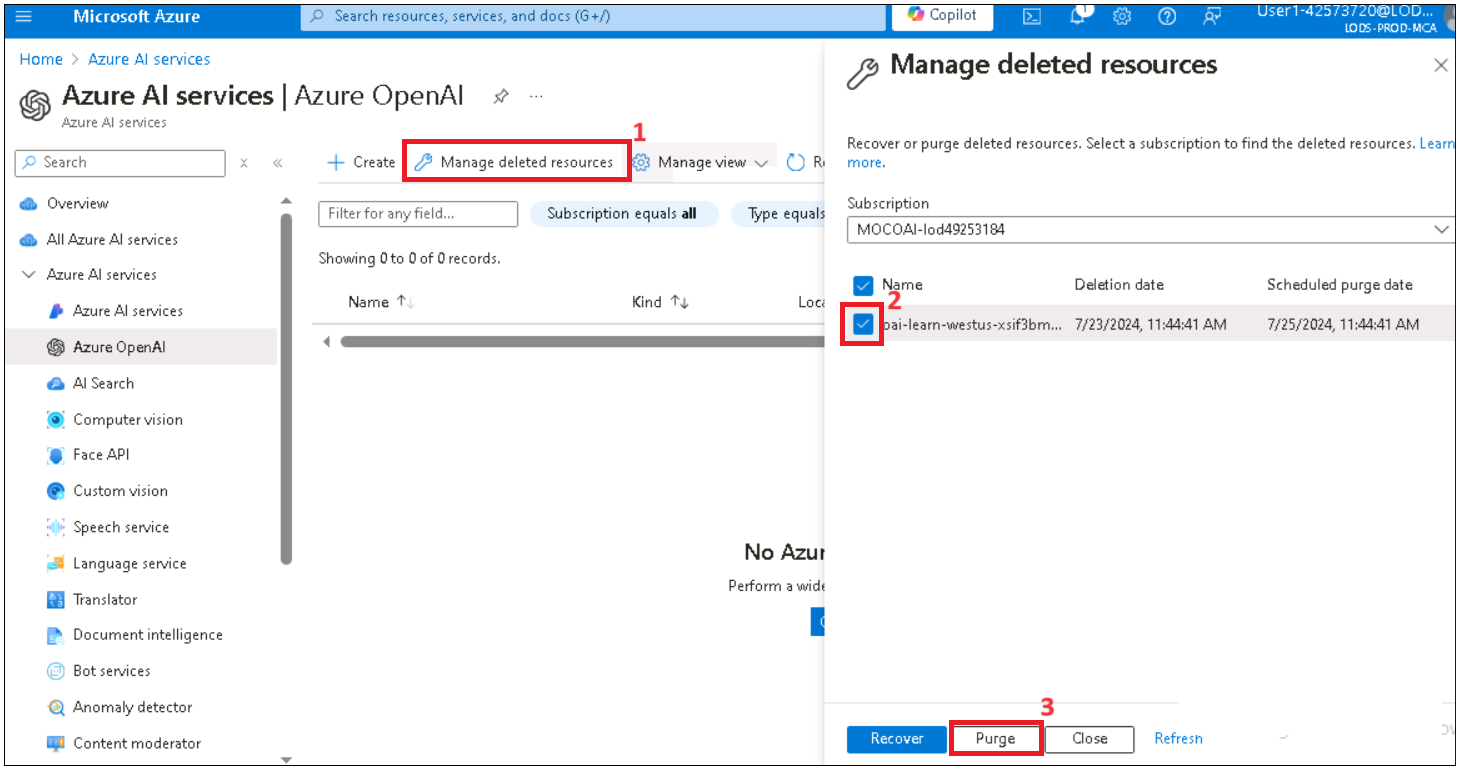 Microsoft Azure
Search resources, services, and docs (G+/)
Copilot
1
User1-42573720@LOD...
LODS-PROD-MCA
Home > Azure AI services
Azure AI services | Azure OpenAI
...
Azure AI services
Search
Overview
All Azure AI services
Azure AI services
Azure AI services
Azure OpenAI
AI Search
Computer vision
Face API
Custom vision
Speech service
Language service
Translator
Document intelligence
Bot services
Anomaly detector
Content moderator
1
Create
Manage deleted resources
Manage view
Filter for any field...
Subscription equals all
Type equals
Showing 0 to 0 of 0 records.
Name
Kind
No
Perform a wide
Manage deleted resources
Recover or purge deleted resources. Select a subscription to find the deleted resources. Learn
more.
Subscription
MOCOAI-lod49253184
Name Deletion date Scheduled purge date
2
oai-learn-westus-xsif3bm... 7/23/2024, 11:44:41 AM 7/25/2024, 11:44:41 AM
3
Recover Purge Close Refresh